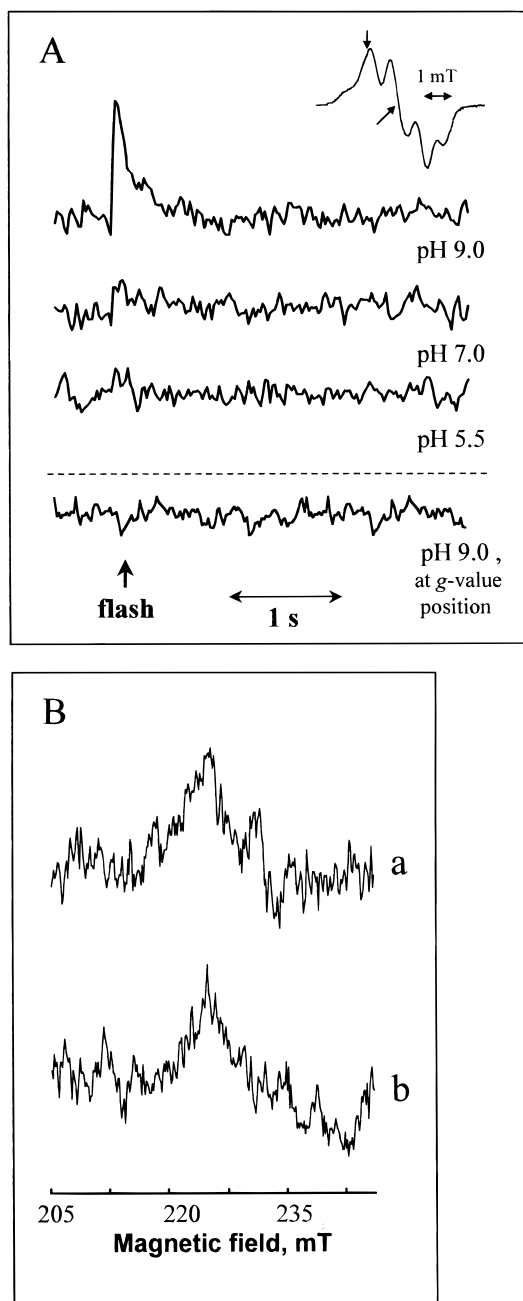 A
1 mT
pH 9.0
pH 7.0
pH 5.5
pH 9.0 ,
at g-value
position
flash
1 s
B
a
b
205 220 235
Magnetic field, mT